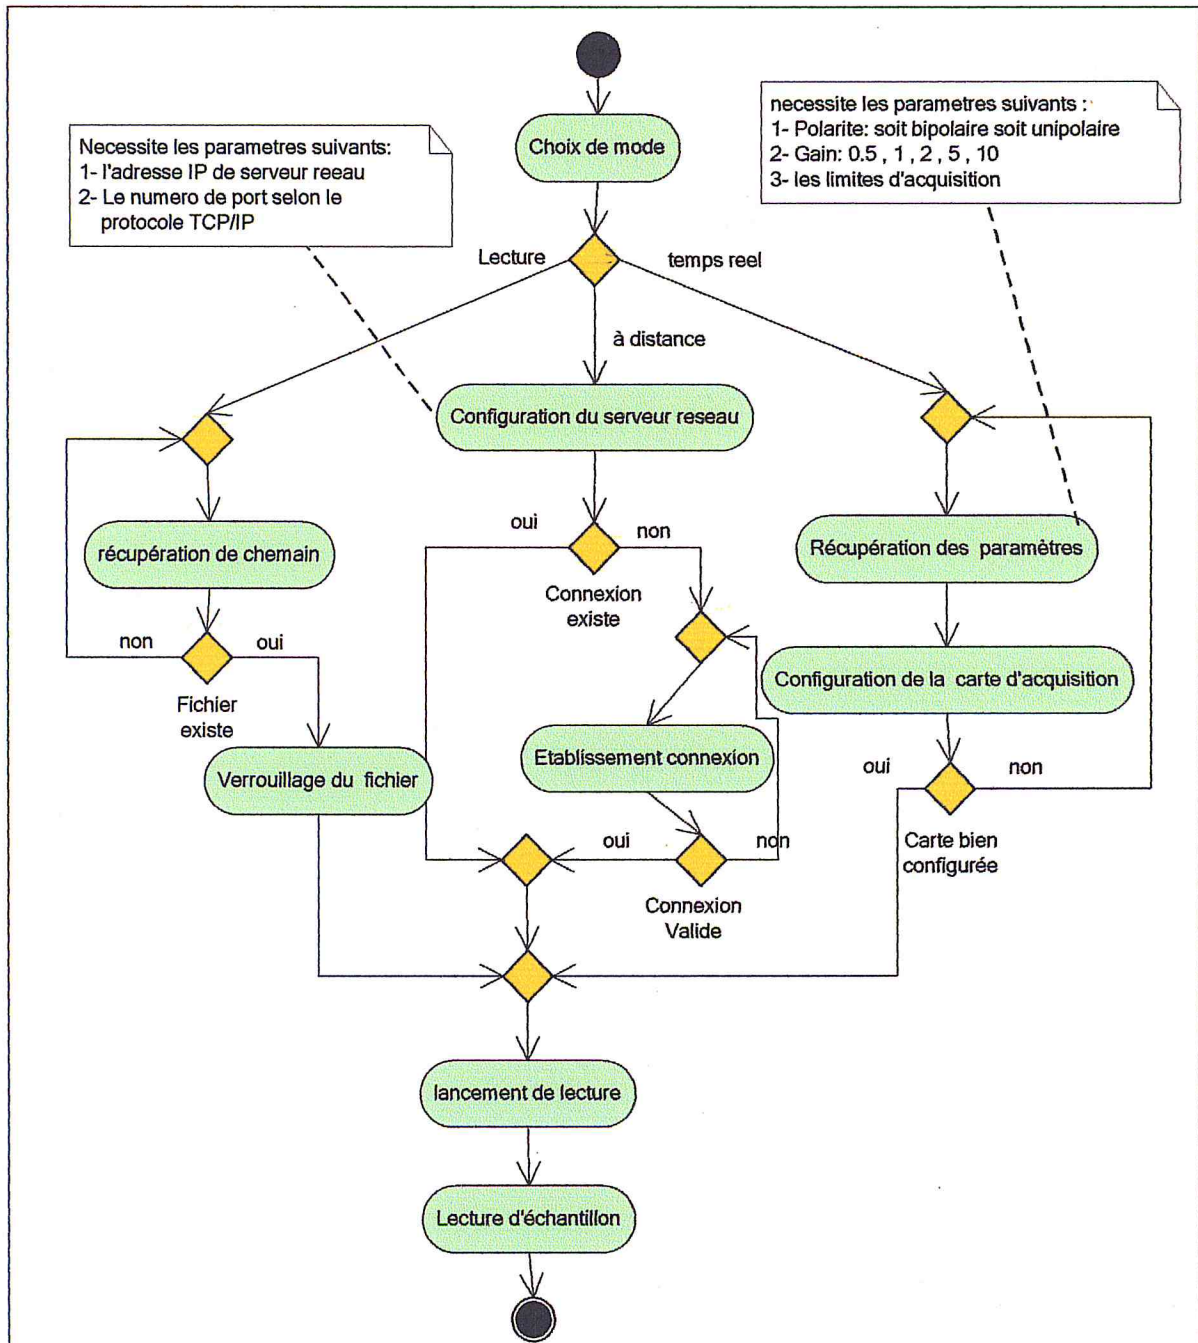 Choix de mode
necessite les parametres suivants :
1- Polarite: soit bipolaire soit unipolaire
2- Gain: 0.5 , 1 , 2 , 5 , 10
3- les limites d'acquisition
Necessite les parametres suivants:
1- l'adresse IP de serveur reeau
2- Le numero de port selon le
protocole TCP/IP
Lecture
temps reel
à distance
Configuration du serveur reseau
récupération de chemain
oui
non
Connexion
existe
Récupération des paramètres
non
oui
Fichier
existe
Configuration de la carte d'acquisition
Verrouillage du fichier
Etablissement connexion
oui
non
Carte bien
configurée
oui
non
Connexion
Valide
lancement de lecture
Lecture d'échantillon